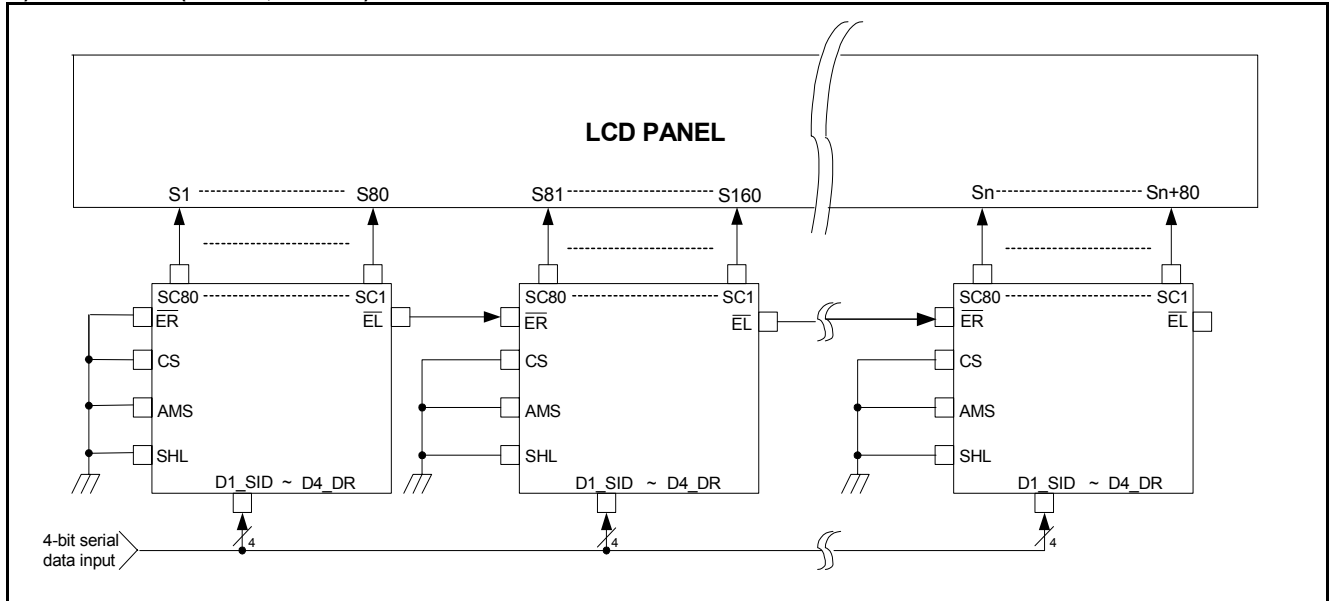 LCD PANEL
S1 S80 S81 S160 Sn Sn+80
SC80 SC1 SC80 SC1 SC80 SC1
ER EL ER EL ER EL
CS CS CS
AMS AMS AMS
SHL SHL SHL
D1_SID ~ D4_DR D1_SID ~ D4_DR D1_SID ~ D4_DR
4-bit serial
data input
4 4 4